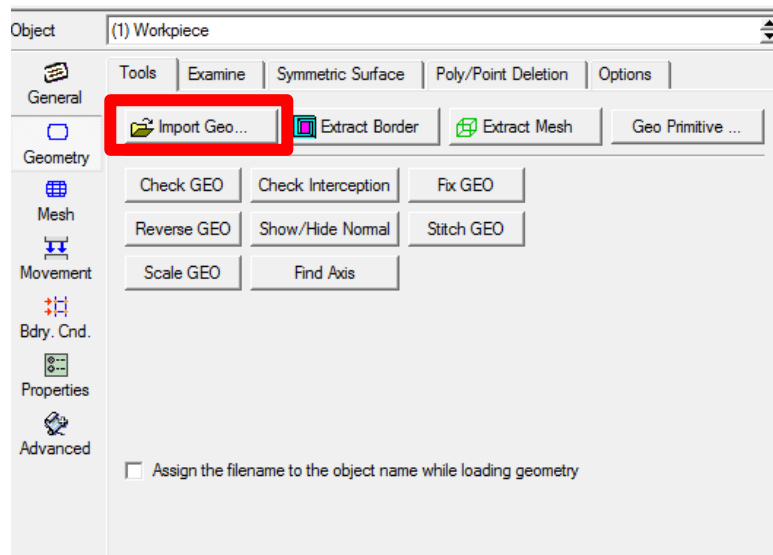 Object (1) Workpiece
General
Geometry
Mesh
Movement
Bdry. Cnd.
Properties
Advanced
Tools Examine Symmetric Surface Poly/Point Deletion Options
Import Geo... Extract Border Extract Mesh Geo Primitive ...
Check GEO Check Interception Fix GEO
Reverse GEO Show/Hide Normal Stitch GEO
Scale GEO Find Axis
Assign the filename to the object name while loading geometry